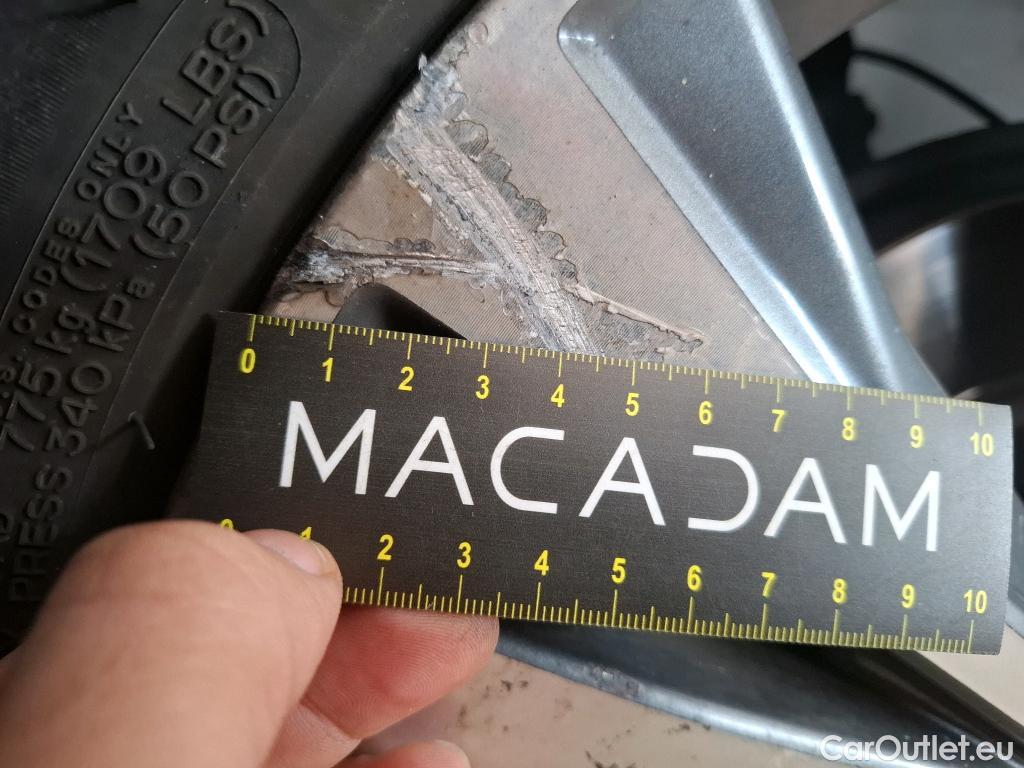 S. CODES ONLY
775 kg (1709 LBS)
PRESS 340 kPa (50 PSI)
0 1 2 3 4 5 6 7 8 9 10
MACADAM
1 2 3 4 5 6 7 8 9 10
CarOutlet.eu